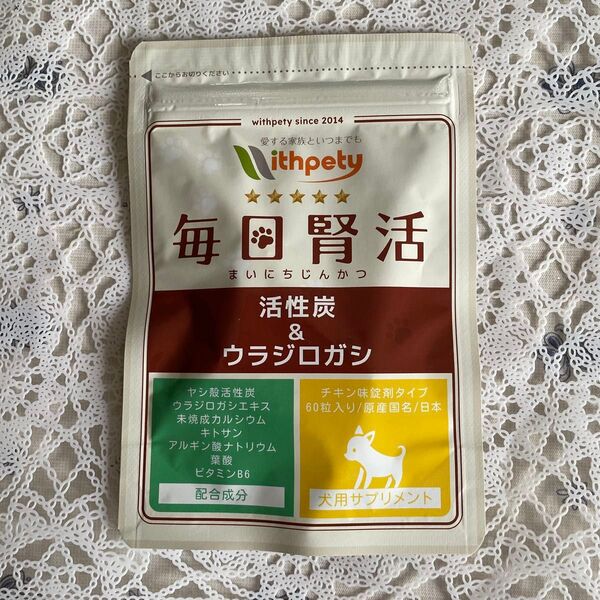 ここからお切りください
withpety since 2014
愛する家族といつまでも
Withpety
毎日腎活
まいにちじんかつ
活性炭
&
ウラジロガシ
ヤシ殻活性炭
ウラジロガシエキス
未焼成カルシウム
キトサン
アルギン酸ナトリウム
葉酸
ビタミンB6
配合成分
チキン味錠剤タイプ
60粒入り/原産国名/日本
犬用サプリメント